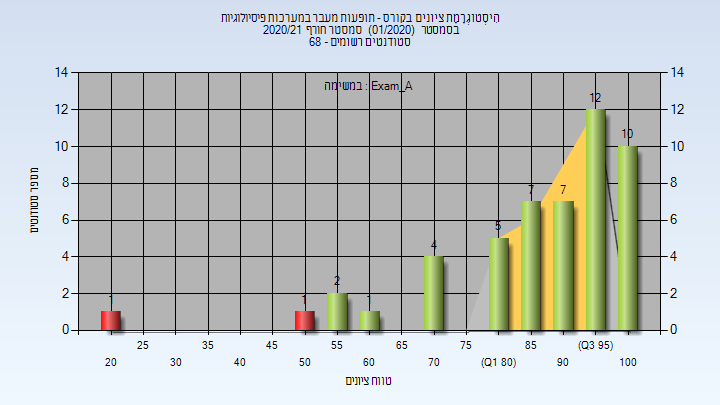 היסטוגרמת ציונים בקורס - תופעות מעבר במערכות פיסיולוגיות
בסמסטר (01/2020) סמסטר חורף 2020/21
סטודנטים רשומים - 68
במשימה : Exam_A
מספר סטודנטים
14 14
12 12
10 10
8 8
6 6
4 4
2 2
0 0
1 1 2 1 4 5 7 7 12 10
25 35 45 55 65 75 85 (Q3 95)
20 30 40 50 60 70 (Q1 80) 90 100
טווח ציונים